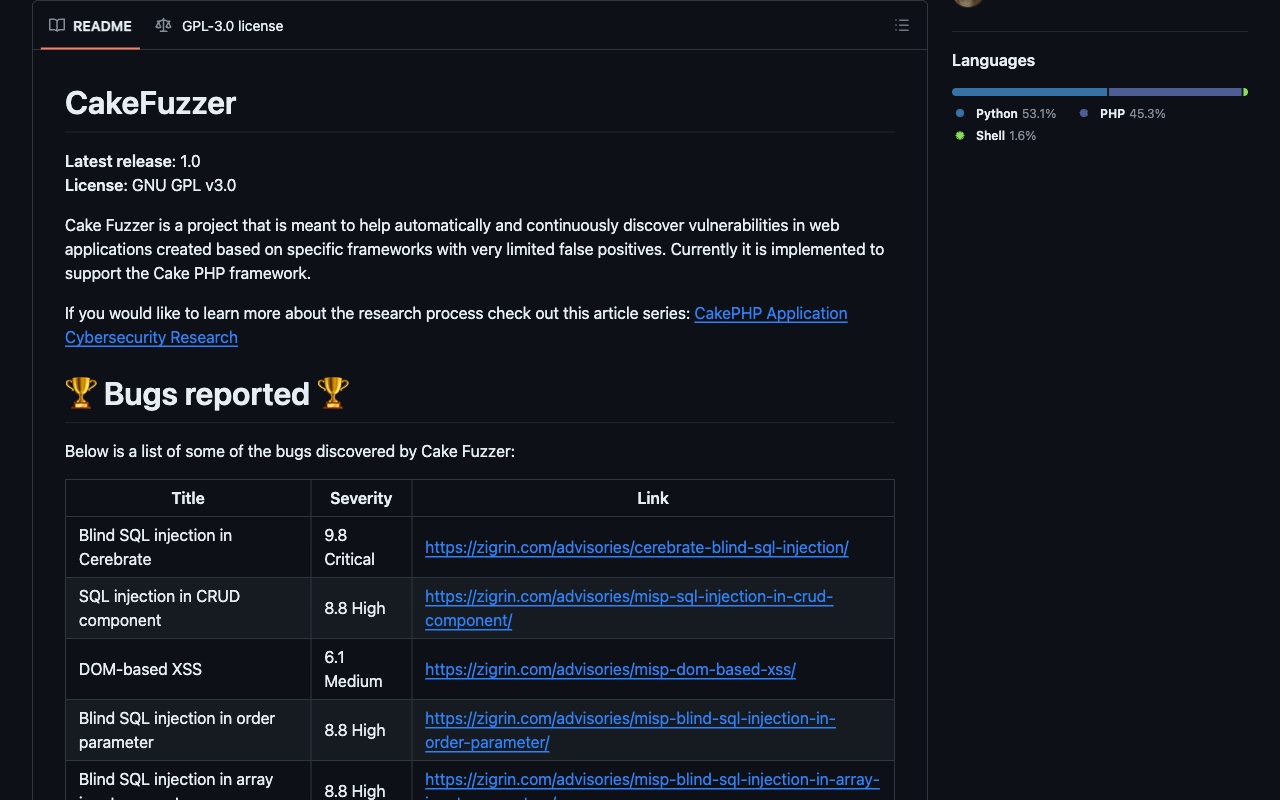 README
GPL-3.0 license
CakeFuzzer
Latest release: 1.0
License: GNU GPL v3.0
Cake Fuzzer is a project that is meant to help automatically and continuously discover vulnerabilities in web
applications created based on specific frameworks with very limited false positives. Currently it is implemented to
support the Cake PHP framework.
If you would like to learn more about the research process check out this article series: CakePHP Application
Cybersecurity Research
🏆 Bugs reported 🏆
Below is a list of some of the bugs discovered by Cake Fuzzer:
Title Severity Link
Blind SQL injection in
Cerebrate
9.8
Critical
https://zigrin.com/advisories/cerebrate-blind-sql-injection/
SQL injection in CRUD
component
8.8 High
https://zigrin.com/advisories/misp-sql-injection-in-crud-
component/
DOM-based XSS
6.1
Medium
https://zigrin.com/advisories/misp-dom-based-xss/
Blind SQL injection in order
parameter
8.8 High
https://zigrin.com/advisories/misp-blind-sql-injection-in-
order-parameter/
Blind SQL injection in array
8.8 High
https://zigrin.com/advisories/misp-blind-sql-injection-in-array-
Languages
Python 53.1%
PHP 45.3%
Shell 1.6%